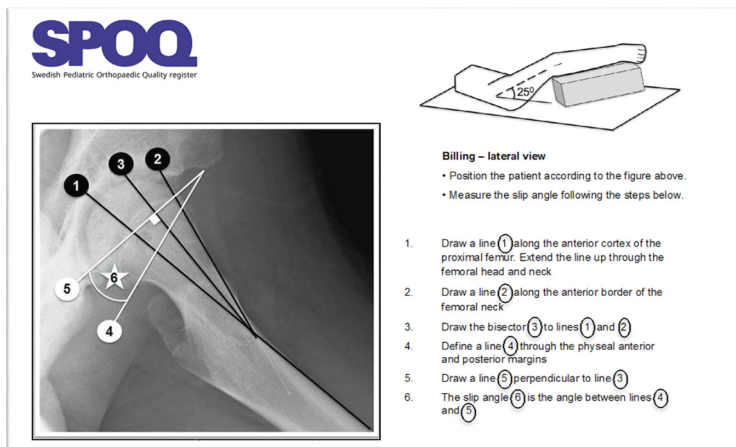 SPOQ
Swedish Pediatric Orthopaedic Quality register
25º
Billing – lateral view
• Position the patient according to the figure above.
• Measure the slip angle following the steps below.
1
3
2
5
6
4
1. Draw a line 1 along the anterior cortex of the
proximal femur. Extend the line up through the
femoral head and neck
2. Draw a line 2 along the anterior border of the
femoral neck
3. Draw the bisector 3 to lines 1 and 2
4. Define a line 4 through the physeal anterior
and posterior margins
5. Draw a line 5 perpendicular to line 3
6. The slip angle 6 is the angle between lines 4
and 5